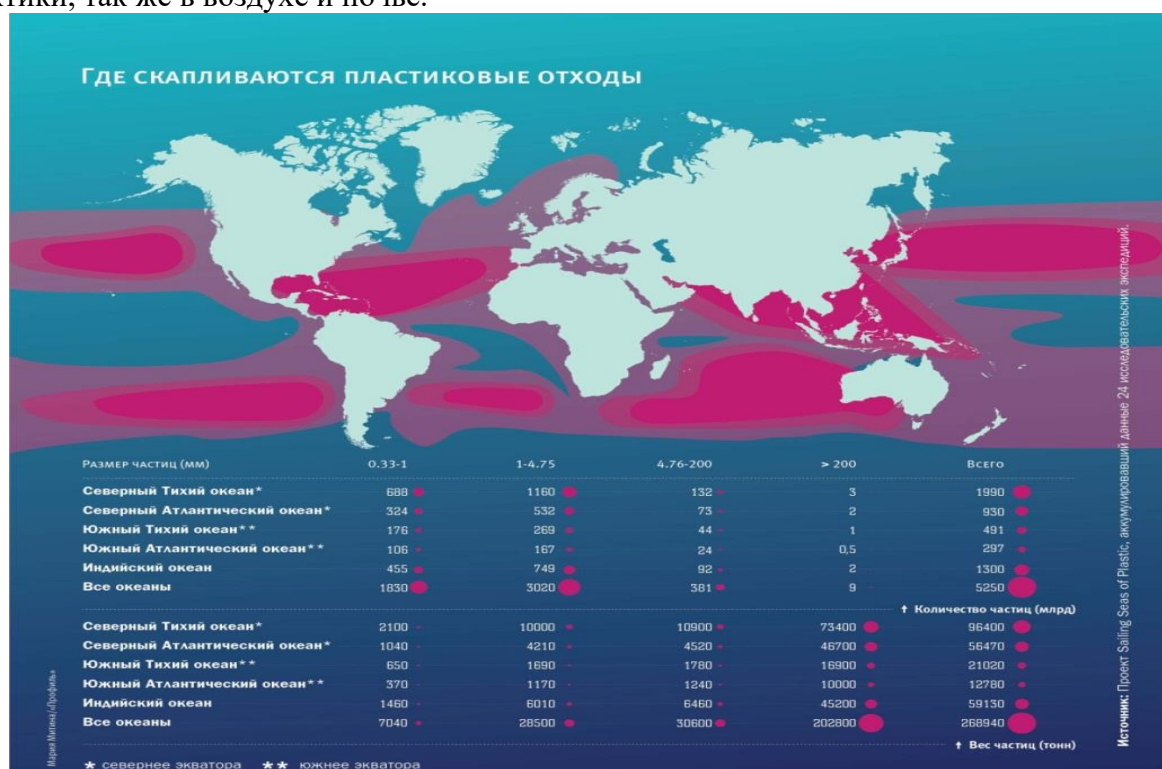 так же в воздухе и почве.
ГДЕ СКАПЛИВАЮТСЯ ПЛАСТИКОВЫЕ ОТХОДЫ
РАЗМЕР ЧАСТИЦ (ММ) 0.33-1 1-4.75 4.76-200 > 200 ВСЕГО
Северный Тихий океан* 688 1160 132 3 1990
Северный Атлантический океан* 324 532 73 2 930
Южный Тихий океан** 176 269 44 1 491
Южный Атлантический океан** 106 167 24 0,5 297
Индийский океан 455 749 92 2 1300
Все океаны 1830 3020 381 9 5250
↑ Количество частиц (млрд)
Северный Тихий океан* 2100 10000 10900 73400 96400
Северный Атлантический океан* 1040 4210 4520 46700 56470
Южный Тихий океан** 650 1690 1780 16900 21020
Южный Атлантический океан** 370 1170 1240 10000 12780
Индийский океан 1460 6010 6460 45200 59130
Все океаны 7040 28500 30600 202800 268940
↑ Вес частиц (тонн)
* севернее экватора ** южнее экватора
Мария Митина/«Профиль»
Источник: Проект Sailing Seas of Plastic, аккумулировавший данные 24 исследовательских экспедиций.